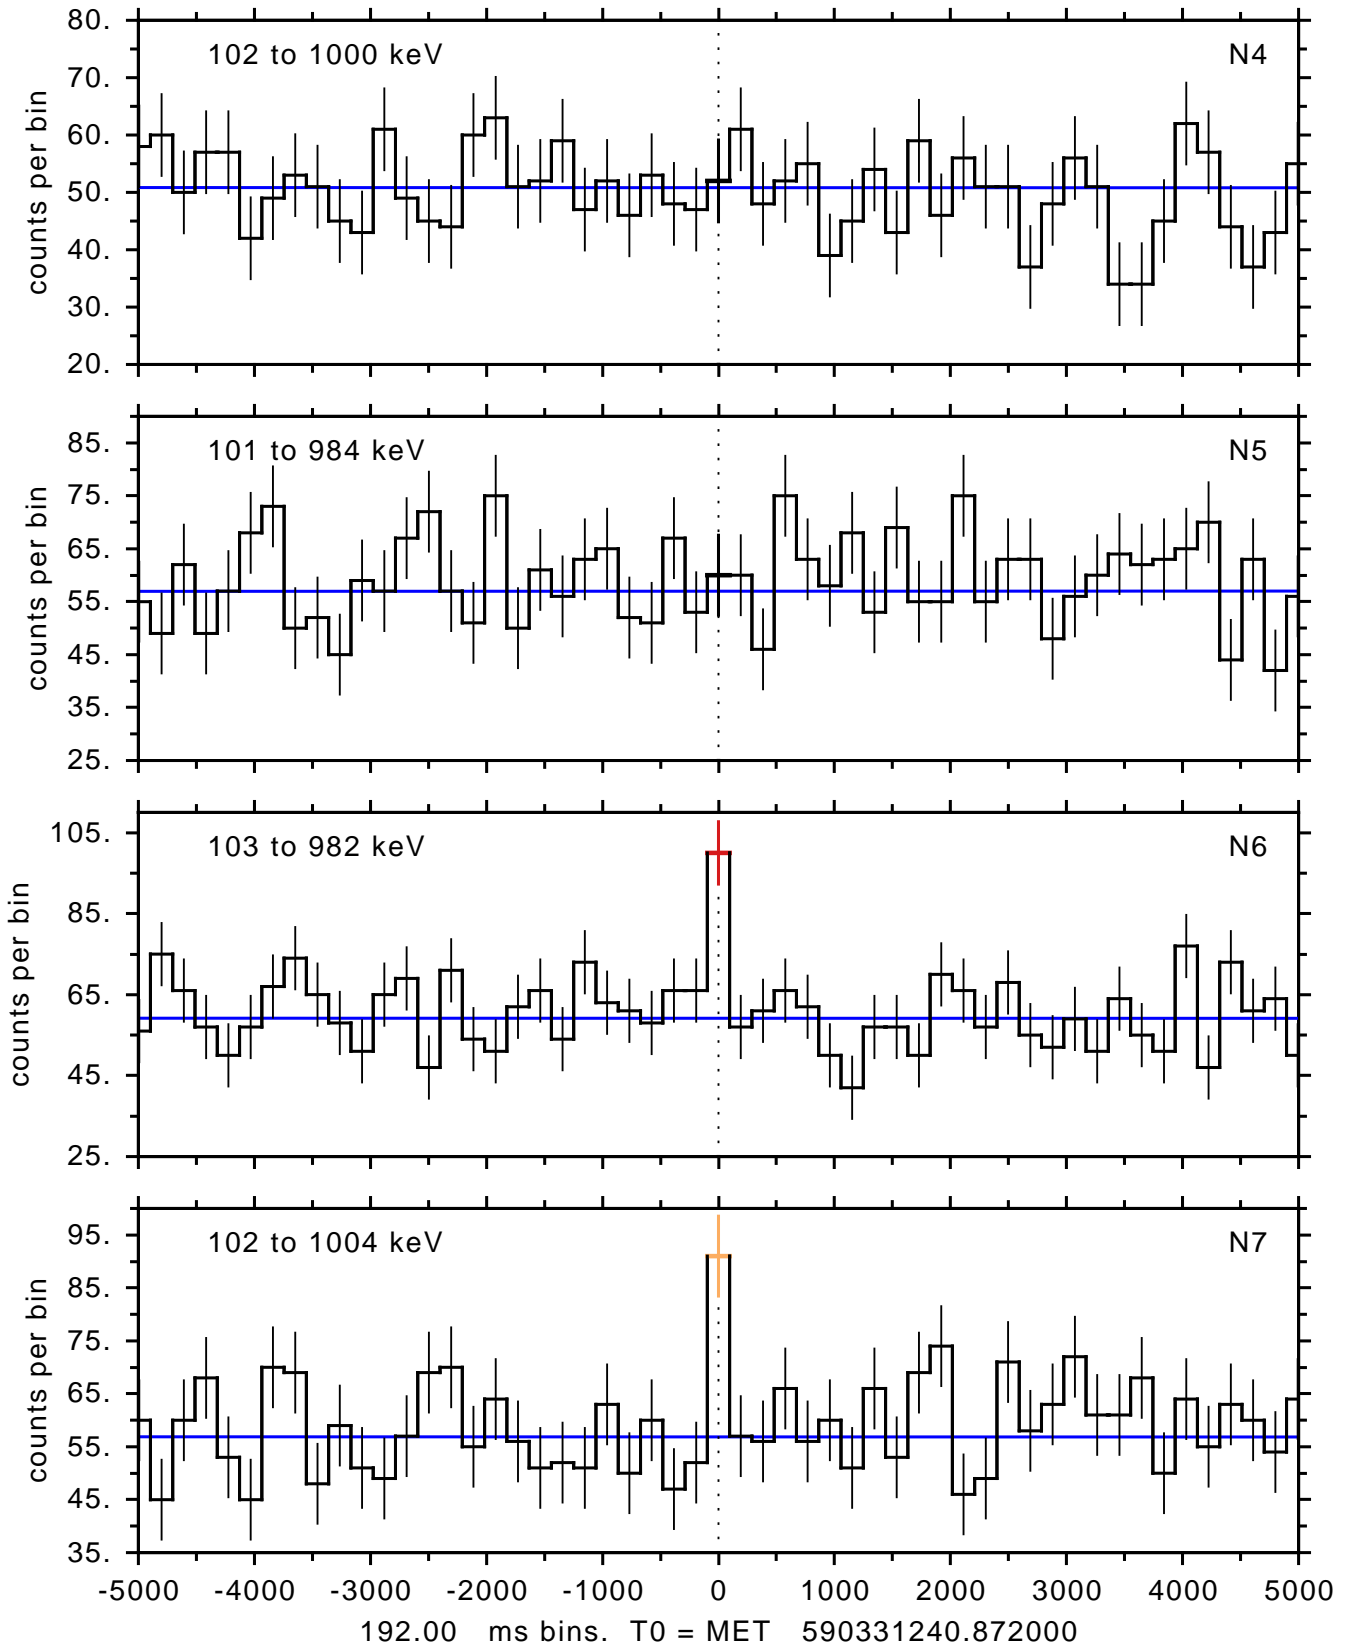 80.
102 to 1000 keV N4
70.
60.
50.
40.
30.
20.
counts per bin
85.
101 to 984 keV N5
75.
65.
55.
45.
35.
25.
counts per bin
105.
103 to 982 keV N6
85.
65.
45.
25.
counts per bin
95.
102 to 1004 keV N7
85.
75.
65.
55.
45.
35.
counts per bin
-5000 -4000 -3000 -2000 -1000 0 1000 2000 3000 4000 5000
192.00 ms bins. T0 = MET 590331240.872000